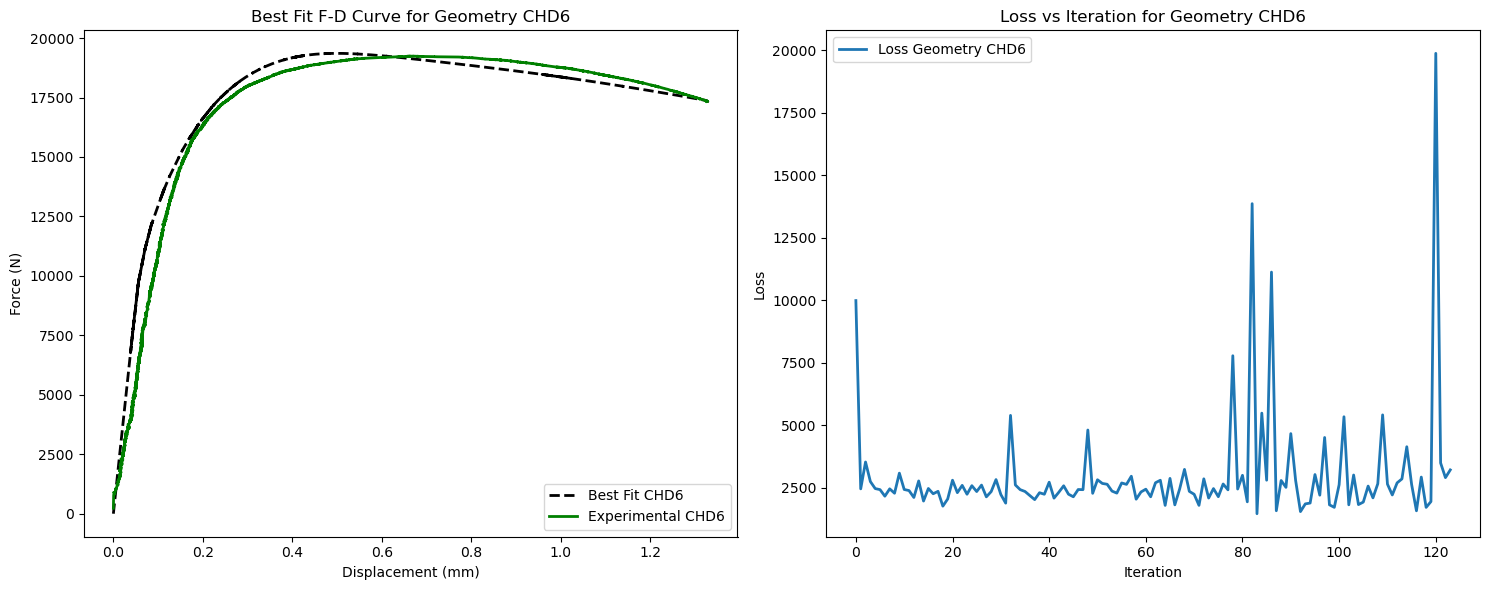 Best Fit F-D Curve for Geometry CHD6
Force (N)
20000
17500
15000
12500
10000
7500
5000
2500
0
0.0 0.2 0.4 0.6 0.8 1.0 1.2
Displacement (mm)
Best Fit CHD6
Experimental CHD6
Loss vs Iteration for Geometry CHD6
Loss
20000
17500
15000
12500
10000
7500
5000
2500
0 20 40 60 80 100 120
Iteration
Loss Geometry CHD6